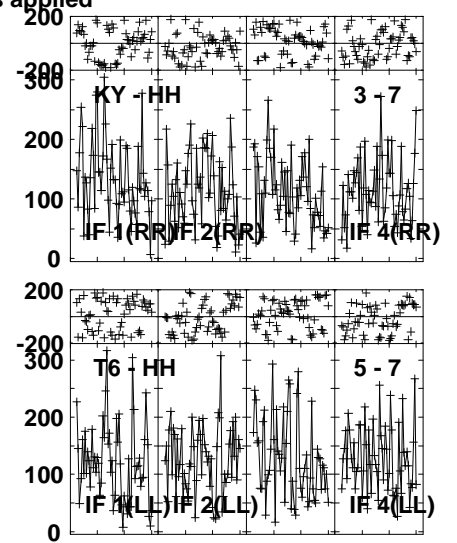 applied
200
-200
300
KY - HH
3 - 7
200
100
IF 1(RR)
IF 2(RR)
IF 4(RR)
0
200
-200
300
T6 - HH
5 - 7
200
100
IF 1(LL)
IF 2(LL)
IF 4(LL)
0